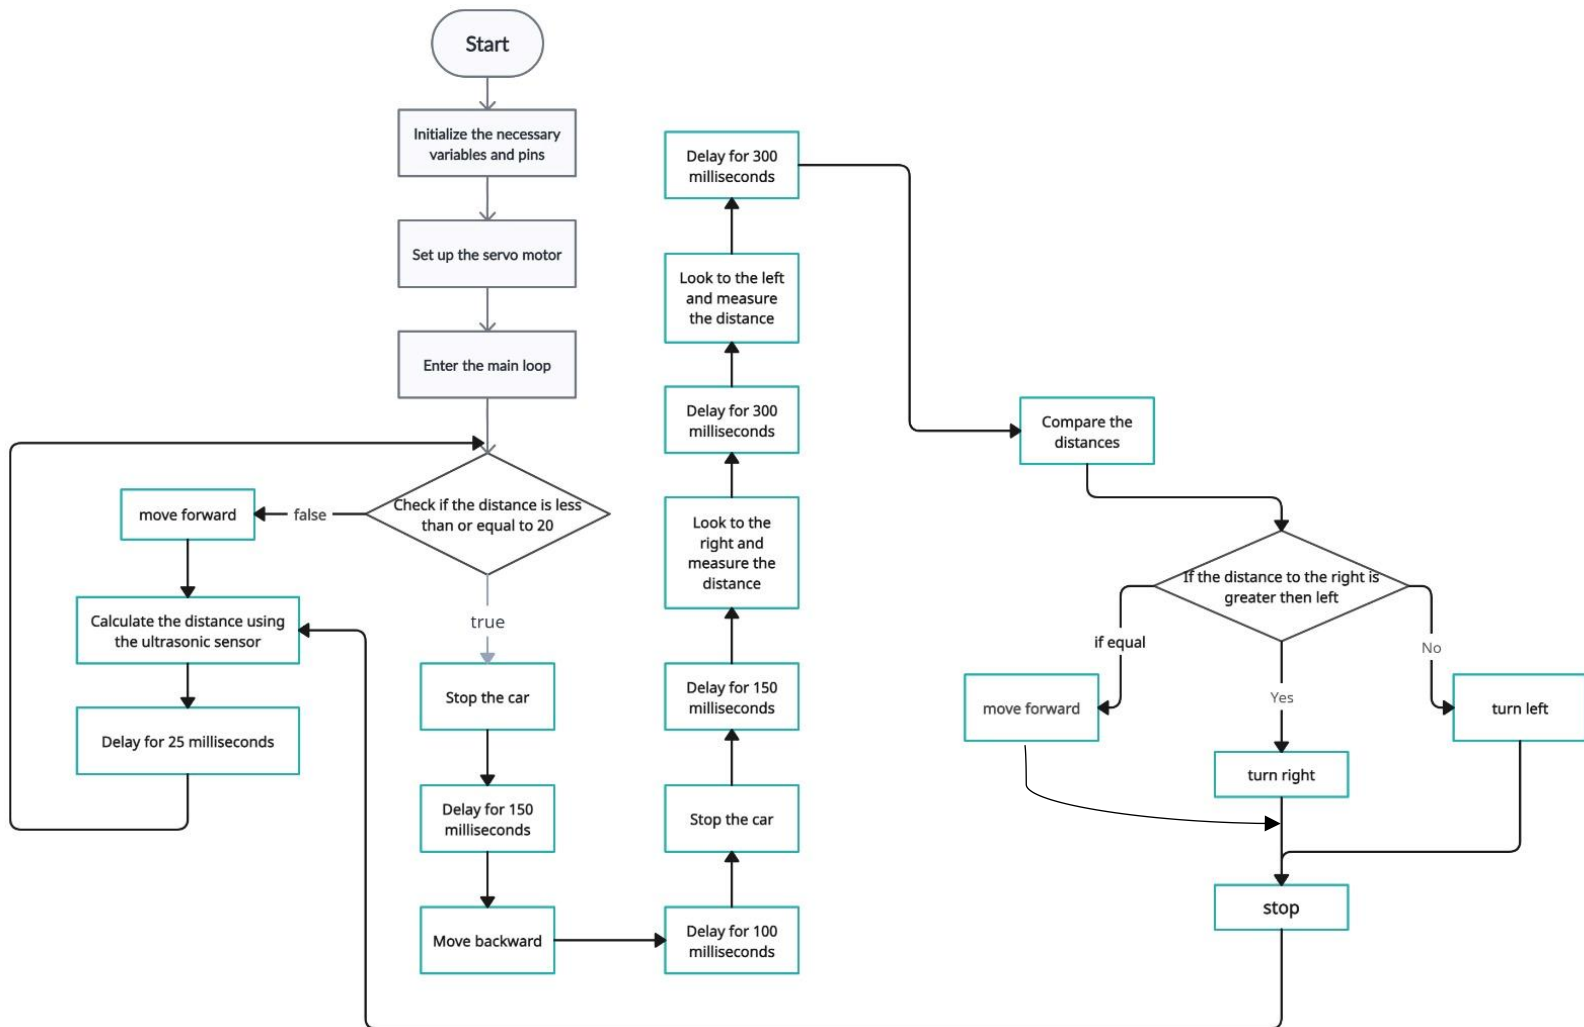 Start
Initialize the necessary
variables and pins
Set up the servo motor
Enter the main loop
Check if the distance is less
than or equal to 20
false
move forward
Calculate the distance using
the ultrasonic sensor
Delay for 25 milliseconds
true
Stop the car
Delay for 150
milliseconds
Move backward
Delay for 100
milliseconds
Stop the car
Delay for 150
milliseconds
Look to the
right and
measure the
distance
Delay for 300
milliseconds
Look to the left
and measure
the distance
Delay for 300
milliseconds
Compare the
distances
If the distance to the right is
greater then left
if equal
move forward
Yes
turn right
No
turn left
stop